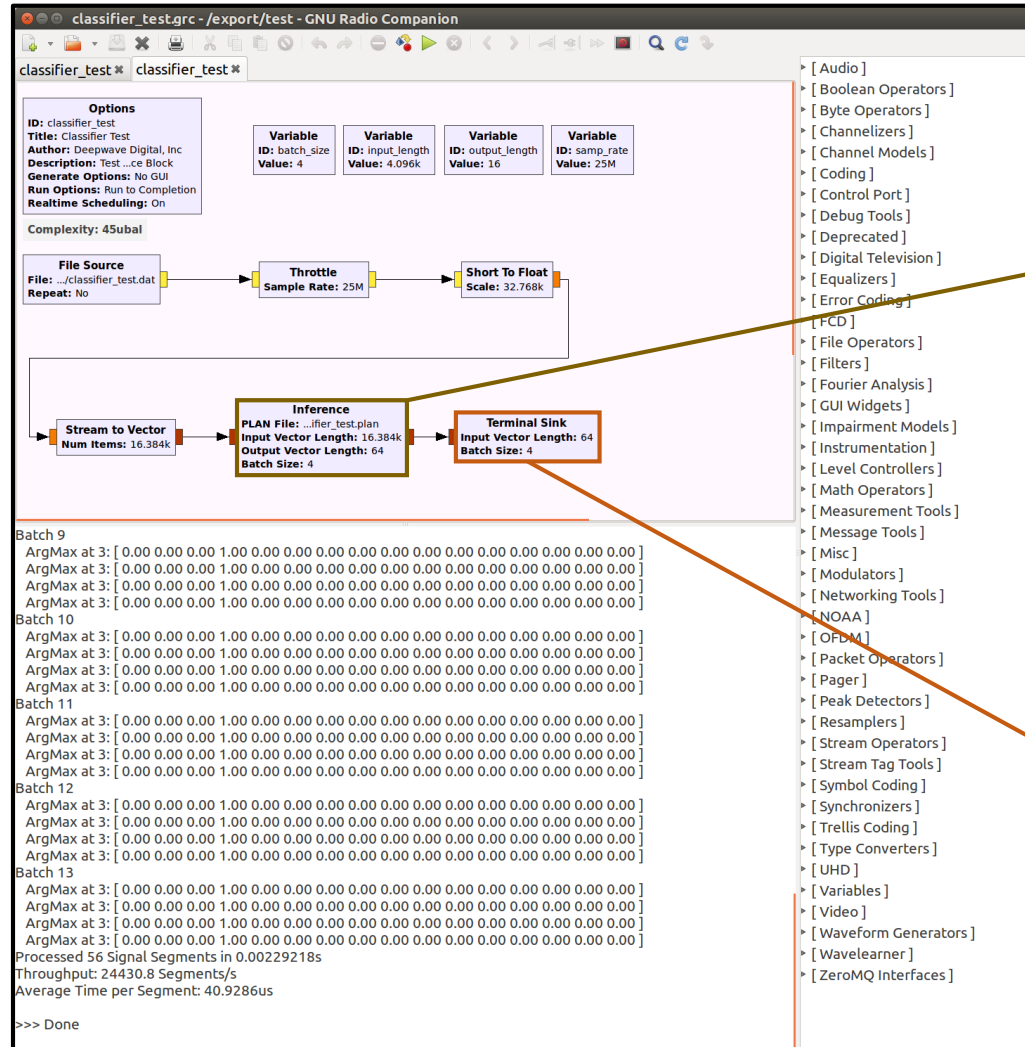 classifier_test.grc - /export/test - GNU Radio Companion
classifier_test classifier_test
Options
ID: classifier_test
Title: Classifier Test
Author: Deepwave Digital, Inc
Description: Test ...ce Block
Generate Options: No GUI
Run Options: Run to Completion
Realtime Scheduling: On
Variable
ID: batch_size
Value: 4
Variable
ID: input_length
Value: 4.096k
Variable
ID: output_length
Value: 16
Variable
ID: samp_rate
Value: 25M
Complexity: 45ubal
File Source
File: .../classifier_test.dat
Repeat: No
Throttle
Sample Rate: 25M
Short To Float
Scale: 32.768k
Stream to Vector
Num Items: 16.384k
Inference
PLAN File: ...ifier_test.plan
Input Vector Length: 16.384k
Output Vector Length: 64
Batch Size: 4
Terminal Sink
Input Vector Length: 64
Batch Size: 4
Batch 9
ArgMax at 3: [ 0.00 0.00 0.00 1.00 0.00 0.00 0.00 0.00 0.00 0.00 0.00 0.00 0.00 0.00 0.00 0.00 ]
ArgMax at 3: [ 0.00 0.00 0.00 1.00 0.00 0.00 0.00 0.00 0.00 0.00 0.00 0.00 0.00 0.00 0.00 0.00 ]
ArgMax at 3: [ 0.00 0.00 0.00 1.00 0.00 0.00 0.00 0.00 0.00 0.00 0.00 0.00 0.00 0.00 0.00 0.00 ]
ArgMax at 3: [ 0.00 0.00 0.00 1.00 0.00 0.00 0.00 0.00 0.00 0.00 0.00 0.00 0.00 0.00 0.00 0.00 ]
Batch 10
ArgMax at 3: [ 0.00 0.00 0.00 1.00 0.00 0.00 0.00 0.00 0.00 0.00 0.00 0.00 0.00 0.00 0.00 0.00 ]
ArgMax at 3: [ 0.00 0.00 0.00 1.00 0.00 0.00 0.00 0.00 0.00 0.00 0.00 0.00 0.00 0.00 0.00 0.00 ]
ArgMax at 3: [ 0.00 0.00 0.00 1.00 0.00 0.00 0.00 0.00 0.00 0.00 0.00 0.00 0.00 0.00 0.00 0.00 ]
ArgMax at 3: [ 0.00 0.00 0.00 1.00 0.00 0.00 0.00 0.00 0.00 0.00 0.00 0.00 0.00 0.00 0.00 0.00 ]
Batch 11
ArgMax at 3: [ 0.00 0.00 0.00 1.00 0.00 0.00 0.00 0.00 0.00 0.00 0.00 0.00 0.00 0.00 0.00 0.00 ]
ArgMax at 3: [ 0.00 0.00 0.00 1.00 0.00 0.00 0.00 0.00 0.00 0.00 0.00 0.00 0.00 0.00 0.00 0.00 ]
ArgMax at 3: [ 0.00 0.00 0.00 1.00 0.00 0.00 0.00 0.00 0.00 0.00 0.00 0.00 0.00 0.00 0.00 0.00 ]
ArgMax at 3: [ 0.00 0.00 0.00 1.00 0.00 0.00 0.00 0.00 0.00 0.00 0.00 0.00 0.00 0.00 0.00 0.00 ]
Batch 12
ArgMax at 3: [ 0.00 0.00 0.00 1.00 0.00 0.00 0.00 0.00 0.00 0.00 0.00 0.00 0.00 0.00 0.00 0.00 ]
ArgMax at 3: [ 0.00 0.00 0.00 1.00 0.00 0.00 0.00 0.00 0.00 0.00 0.00 0.00 0.00 0.00 0.00 0.00 ]
ArgMax at 3: [ 0.00 0.00 0.00 1.00 0.00 0.00 0.00 0.00 0.00 0.00 0.00 0.00 0.00 0.00 0.00 0.00 ]
ArgMax at 3: [ 0.00 0.00 0.00 1.00 0.00 0.00 0.00 0.00 0.00 0.00 0.00 0.00 0.00 0.00 0.00 0.00 ]
Batch 13
ArgMax at 3: [ 0.00 0.00 0.00 1.00 0.00 0.00 0.00 0.00 0.00 0.00 0.00 0.00 0.00 0.00 0.00 0.00 ]
ArgMax at 3: [ 0.00 0.00 0.00 1.00 0.00 0.00 0.00 0.00 0.00 0.00 0.00 0.00 0.00 0.00 0.00 0.00 ]
ArgMax at 3: [ 0.00 0.00 0.00 1.00 0.00 0.00 0.00 0.00 0.00 0.00 0.00 0.00 0.00 0.00 0.00 0.00 ]
ArgMax at 3: [ 0.00 0.00 0.00 1.00 0.00 0.00 0.00 0.00 0.00 0.00 0.00 0.00 0.00 0.00 0.00 0.00 ]
Processed 56 Signal Segments in 0.00229218s
Throughput: 24430.8 Segments/s
Average Time per Segment: 40.9286us
>>> Done
[ Audio ]
[ Boolean Operators ]
[ Byte Operators ]
[ Channelizers ]
[ Channel Models ]
[ Coding ]
[ Control Port ]
[ Debug Tools ]
[ Deprecated ]
[ Digital Television ]
[ Equalizers ]
[ Error Coding ]
[ FCD ]
[ File Operators ]
[ Filters ]
[ Fourier Analysis ]
[ GUI Widgets ]
[ Impairment Models ]
[ Instrumentation ]
[ Level Controllers ]
[ Math Operators ]
[ Measurement Tools ]
[ Message Tools ]
[ Misc ]
[ Modulators ]
[ Networking Tools ]
[ NOAA ]
[ OFDM ]
[ Packet Operators ]
[ Pager ]
[ Peak Detectors ]
[ Resamplers ]
[ Stream Operators ]
[ Stream Tag Tools ]
[ Symbol Coding ]
[ Synchronizers ]
[ Trellis Coding ]
[ Type Converters ]
[ UHD ]
[ Variables ]
[ Video ]
[ Waveform Generators ]
[ Wavelearner ]
[ ZeroMQ Interfaces ]